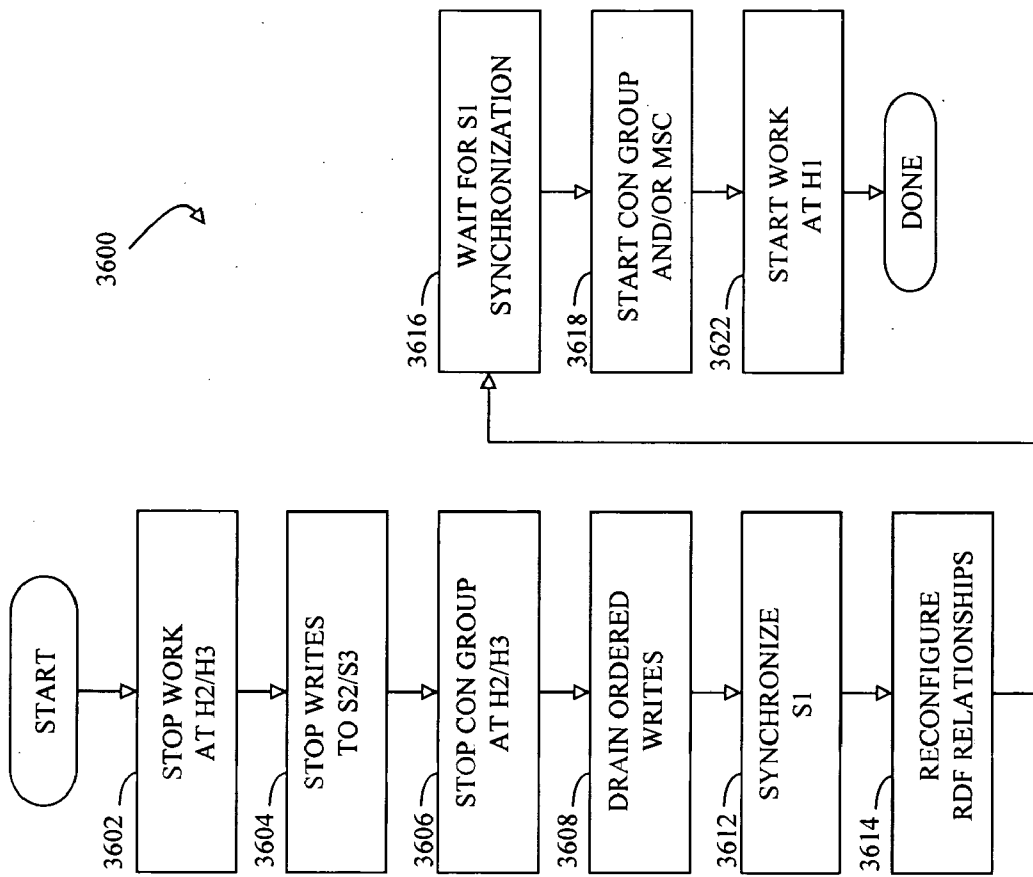 3600
START
3602
STOP WORK
AT H2/H3
3604
STOP WRITES
TO S2/S3
3606
STOP CON GROUP
AT H2/H3
3608
DRAIN ORDERED
WRITES
3612
SYNCHRONIZE
S1
3614
RECONFIGURE
RDF RELATIONSHIPS
3616
WAIT FOR S1
SYNCHRONIZATION
3618
START CON GROUP
AND/OR MSC
3622
START WORK
AT H1
DONE